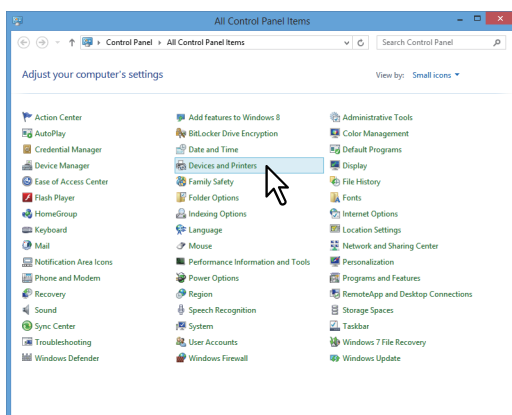 All Control Panel Items
Control Panel ▸ All Control Panel Items
Search Control Panel
Adjust your computer's settings
View by: Small icons
Action Center
Add features to Windows 8
Administrative Tools
AutoPlay
BitLocker Drive Encryption
Color Management
Credential Manager
Date and Time
Default Programs
Device Manager
Devices and Printers
Display
Ease of Access Center
Family Safety
File History
Flash Player
Folder Options
Fonts
HomeGroup
Indexing Options
Internet Options
Keyboard
Language
Location Settings
Mail
Mouse
Network and Sharing Center
Notification Area Icons
Performance Information and Tools
Personalization
Phone and Modem
Power Options
Programs and Features
Recovery
Region
RemoteApp and Desktop Connections
Sound
Speech Recognition
Storage Spaces
Sync Center
System
Taskbar
Troubleshooting
User Accounts
Windows 7 File Recovery
Windows Defender
Windows Firewall
Windows Update